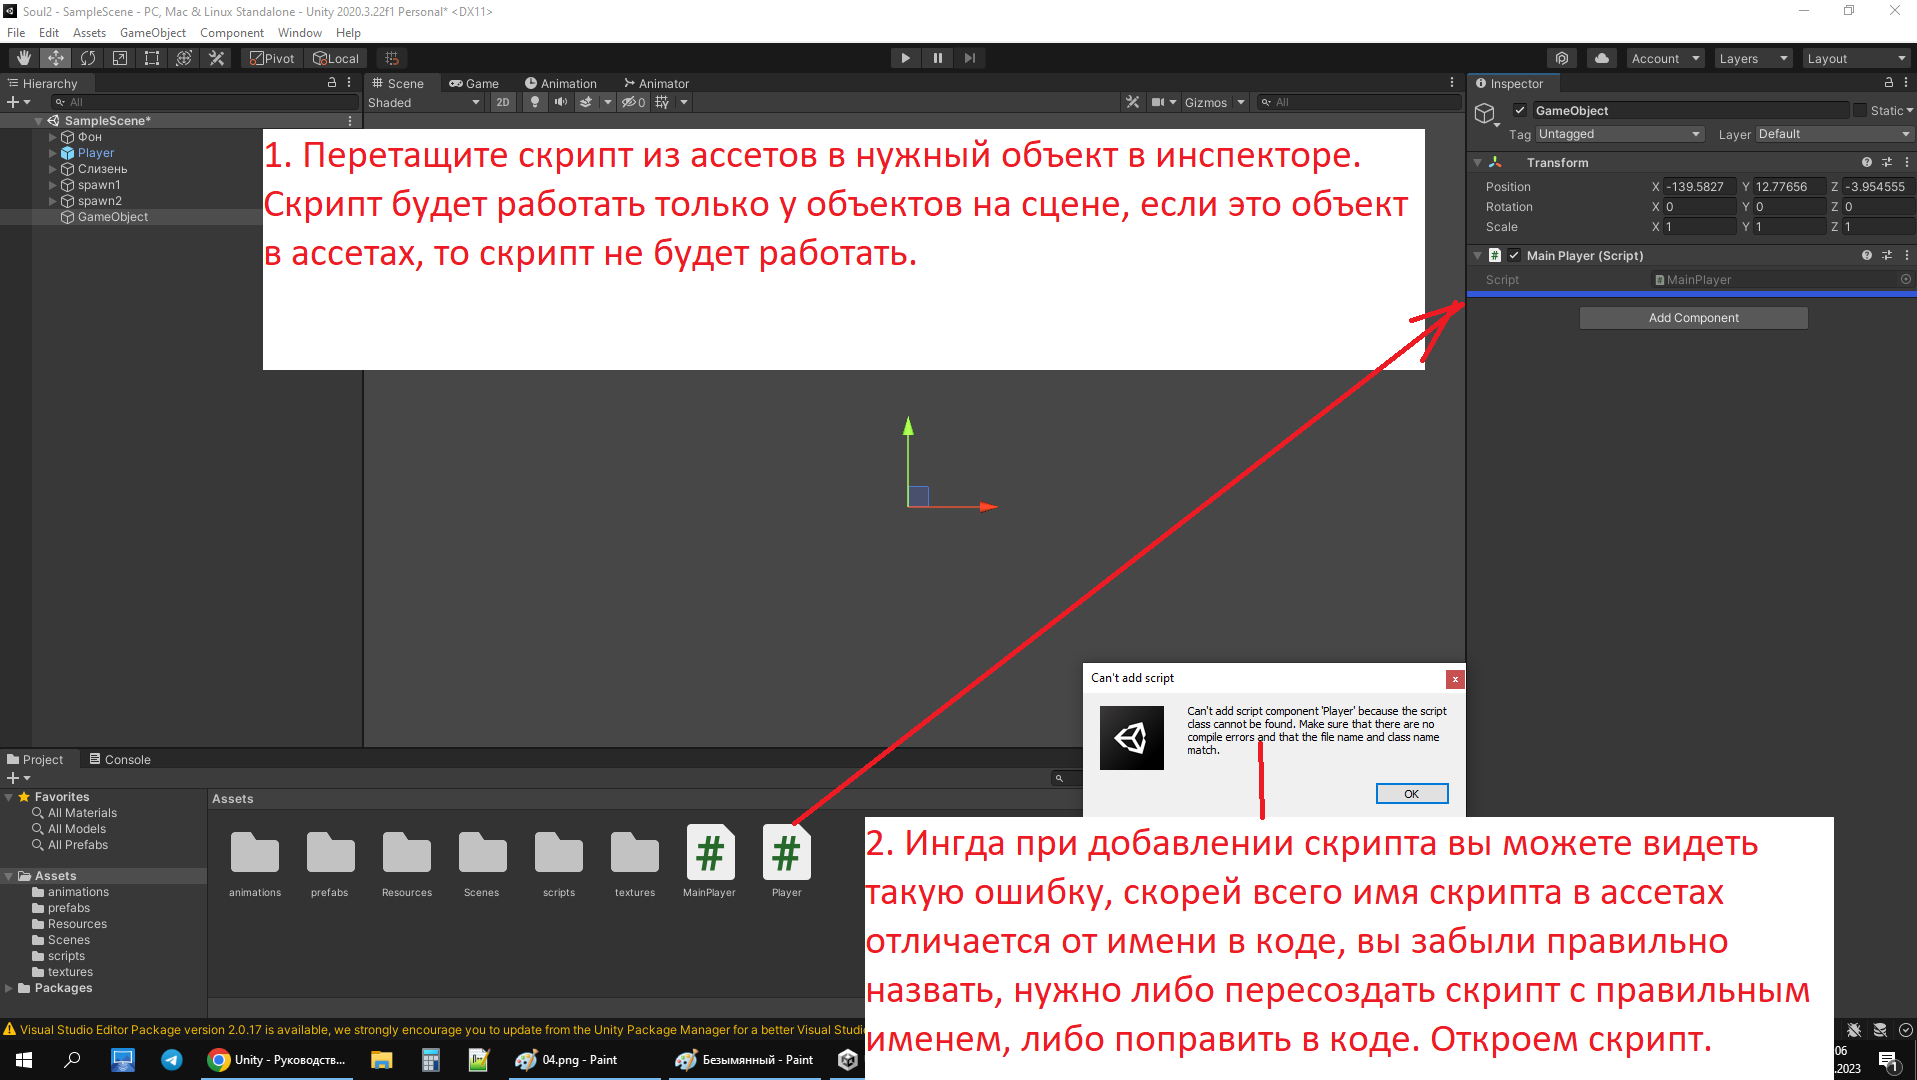 Soul2 - SampleScene - PC, Mac & Linux Standalone - Unity 2020.3.22f1 Personal* <DX11>
File Edit Assets GameObject Component Window Help
Pivot Local Account Layers Layout
Hierarchy
All
SampleScene*
Фон
Player
Слизень
spawn1
spawn2
GameObject
Scene Game Animation Animator
Shaded 2D 0 Gizmos All
1. Перетащите скрипт из ассетов в нужный объект в инспекторе.
Скрипт будет работать только у объектов на сцене, если это объект
в ассетах, то скрипт не будет работать.
Inspector
GameObject Static
Tag Untagged Layer Default
Transform
Position X -139.5827 Y 12.77656 Z -3.954555
Rotation X 0 Y 0 Z 0
Scale X 1 Y 1 Z 1
# Main Player (Script)
Script MainPlayer
Add Component
Can't add script
Can't add script component 'Player' because the script
class cannot be found. Make sure that there are no
compile errors and that the file name and class name
match.
OK
Project Console
Favorites
All Materials
All Models
All Prefabs
Assets
animations
prefabs
Resources
Scenes
scripts
textures
Packages
Assets
# #
animations prefabs Resources Scenes scripts textures MainPlayer Player
2. Ингда при добавлении скрипта вы можете видеть
такую ошибку, скорей всего имя скрипта в ассетах
отличается от имени в коде, вы забыли правильно
назвать, нужно либо пересоздать скрипт с правильным
именем, либо поправить в коде. Откроем скрипт.
Visual Studio Editor Package version 2.0.17 is available, we strongly encourage you to update from the Unity Package Manager for a better Visual Studi
Unity - Руководств... 04.png - Paint Безымянный - Paint
06
.2023
1